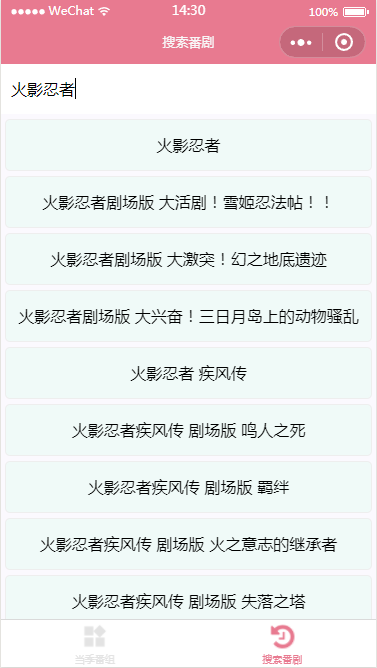 WeChat 14:30 100%
搜索番剧
火影忍者
火影忍者
火影忍者剧场版 大活剧！雪姬忍法帖！！
火影忍者剧场版 大激突！幻之地底遗迹
火影忍者剧场版 大兴奋！三日月岛上的动物骚乱
火影忍者 疾风传
火影忍者疾风传 剧场版 鸣人之死
火影忍者疾风传 剧场版 羁绊
火影忍者疾风传 剧场版 火之意志的继承者
火影忍者疾风传 剧场版 失落之塔
当季番组 搜索番剧